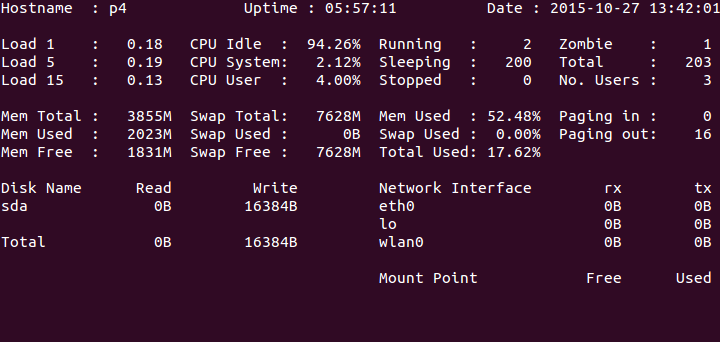 Hostname  : p4             Uptime : 05:57:11          Date : 2015-10-27 13:42:01
Load 1    :   0.18   CPU Idle  :  94.26%  Running   :     2   Zombie    :     1
Load 5    :   0.19   CPU System:   2.12%  Sleeping  :   200   Total     :   203
Load 15   :   0.13   CPU User  :   4.00%  Stopped   :     0   No. Users :     3
Mem Total :   3855M  Swap Total:   7628M  Mem Used  : 52.48%  Paging in :     0
Mem Used  :   2023M  Swap Used :      0B  Swap Used :  0.00%  Paging out:    16
Mem Free  :   1831M  Swap Free :   7628M  Total Used: 17.62%
Disk Name      Read         Write         Network Interface        rx        tx
sda              0B        16384B         eth0                     0B        0B
lo                       0B        0B
Total            0B        16384B         wlan0                    0B        0B
Mount Point            Free      Used